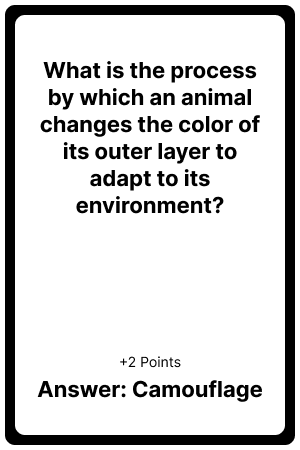 What is the process
by which an animal
changes the color of
its outer layer to
adapt to its
environment?
+2 Points
Answer: Camouflage